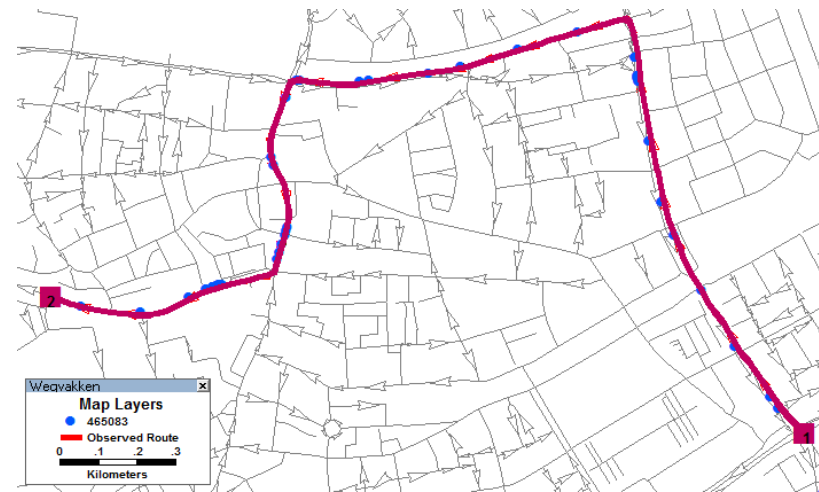 2
1
Wegvakken
x
Map Layers
465083
Observed Route
0 .1 .2 .3
Kilometers